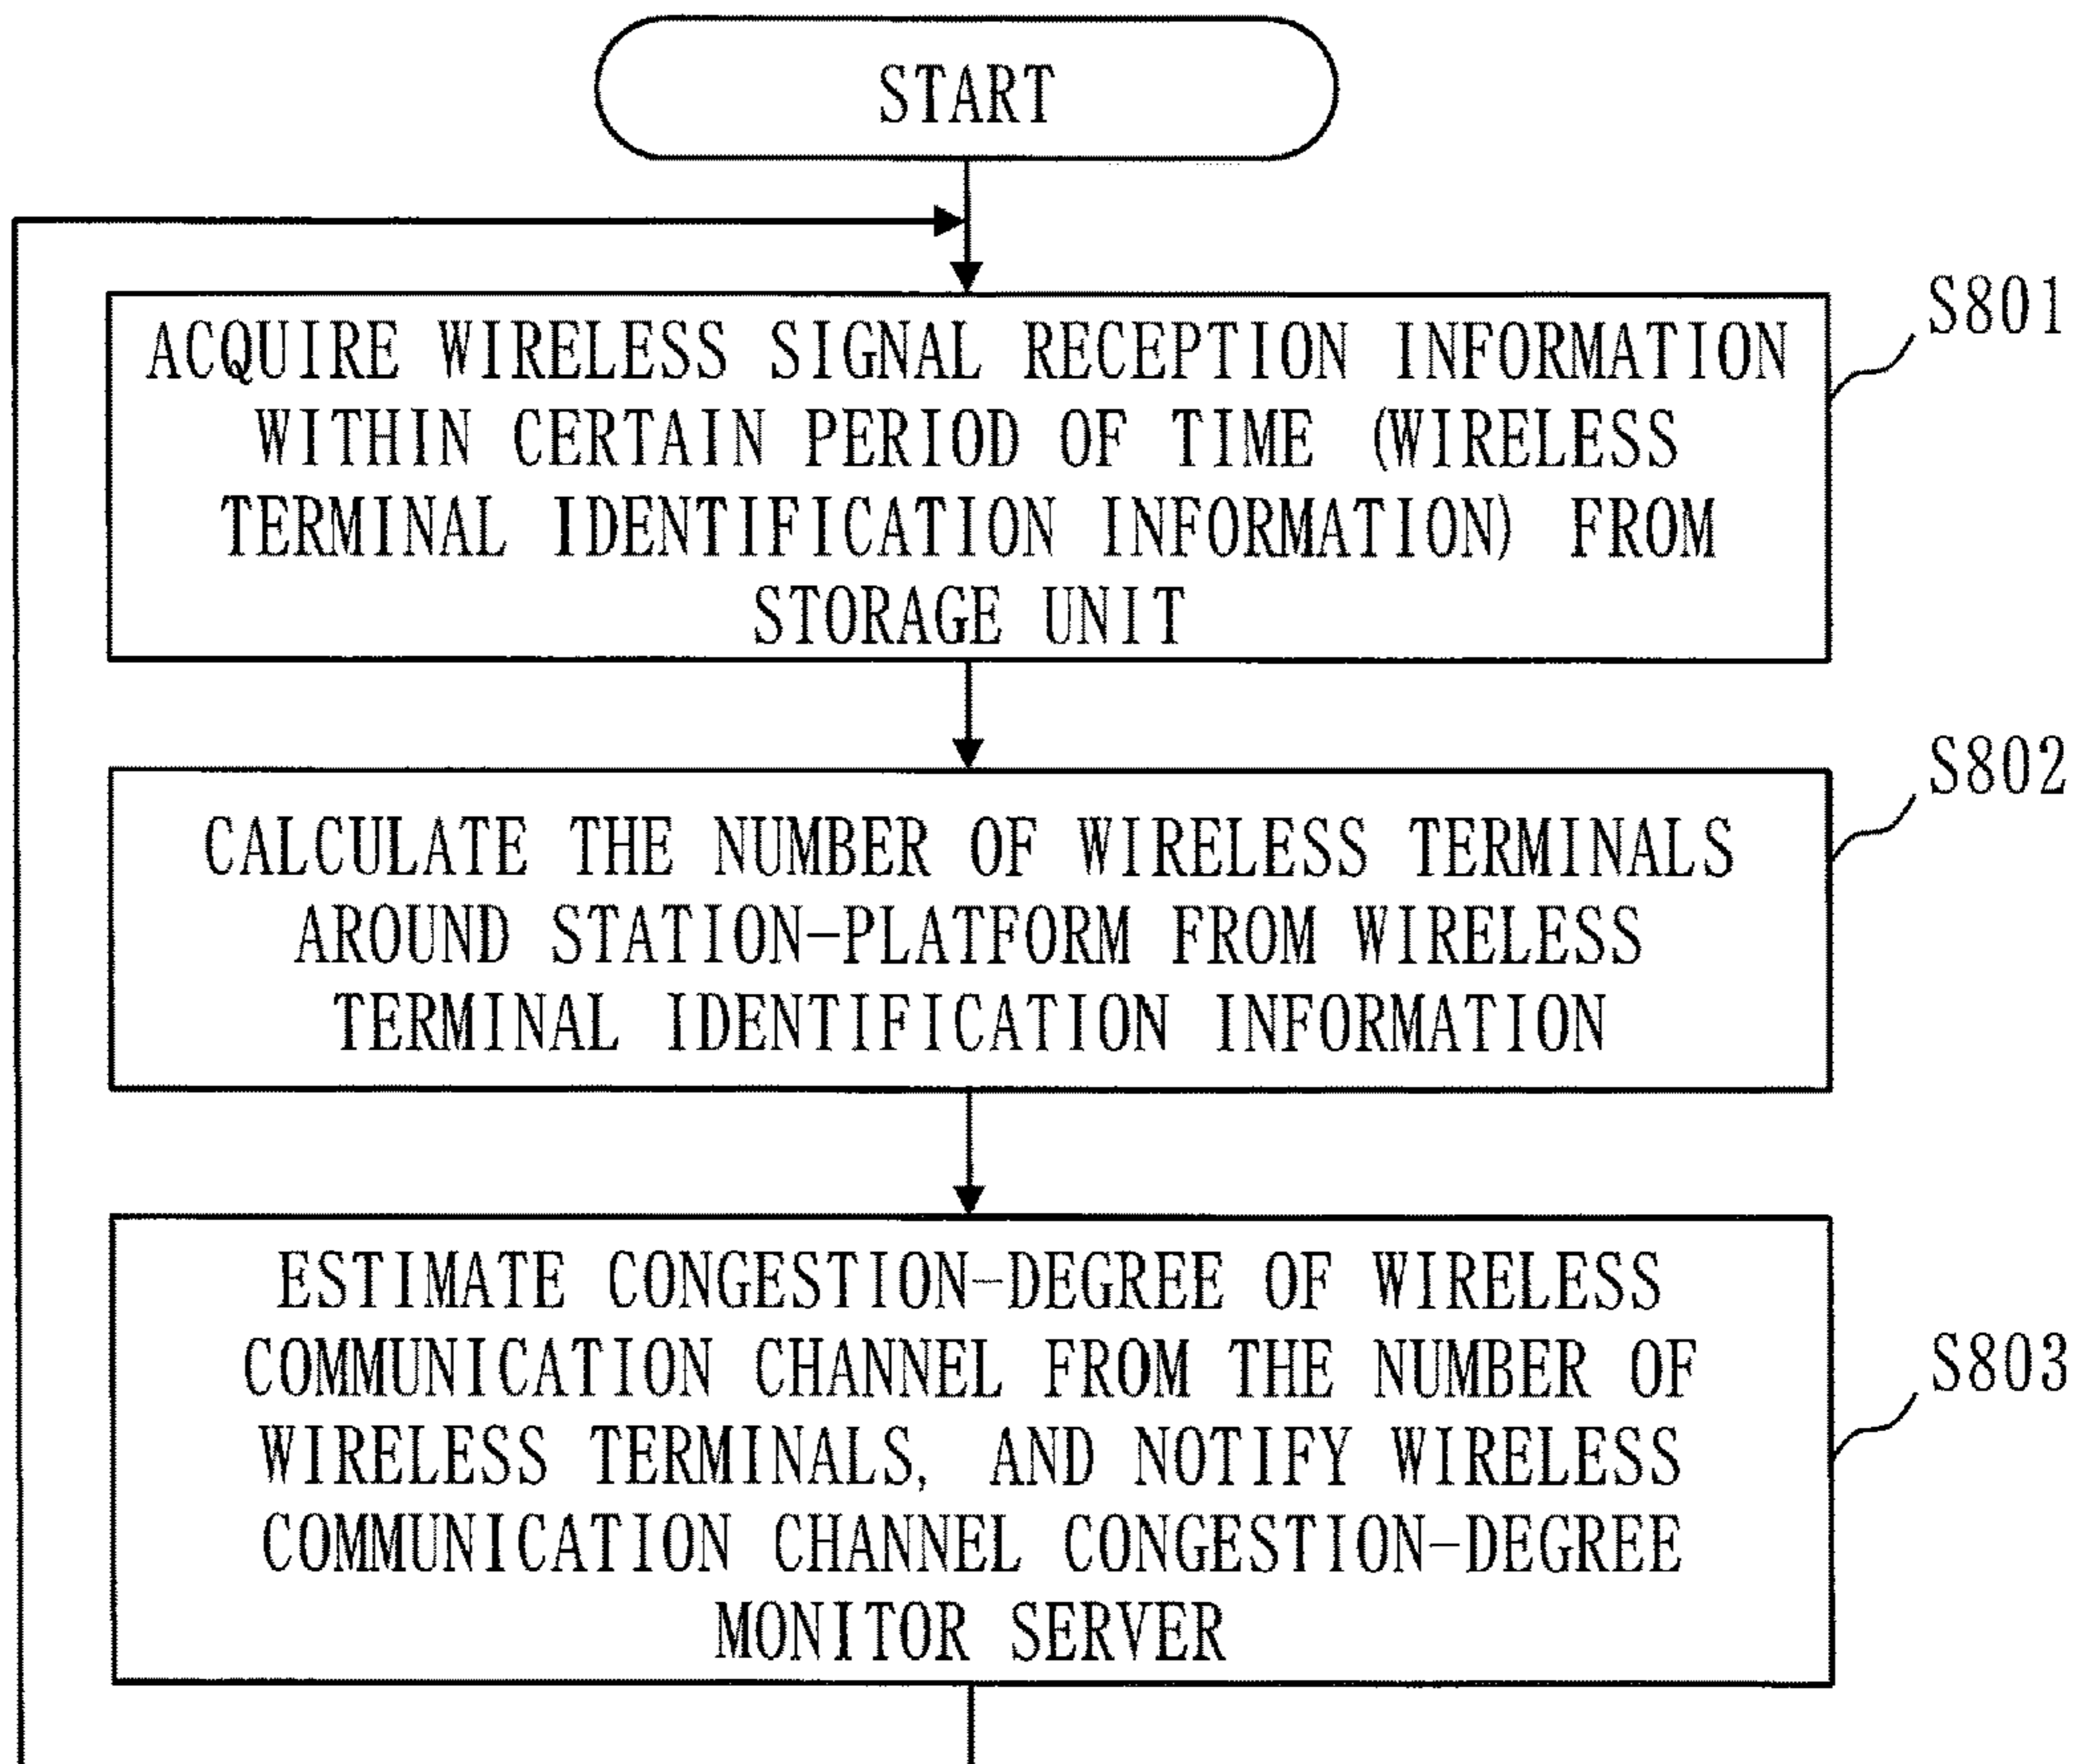 START
S801
ACQUIRE WIRELESS SIGNAL RECEPTION INFORMATION
WITHIN CERTAIN PERIOD OF TIME (WIRELESS
TERMINAL IDENTIFICATION INFORMATION) FROM
STORAGE UNIT
S802
CALCULATE THE NUMBER OF WIRELESS TERMINALS
AROUND STATION-PLATFORM FROM WIRELESS
TERMINAL IDENTIFICATION INFORMATION
S803
ESTIMATE CONGESTION-DEGREE OF WIRELESS
COMMUNICATION CHANNEL FROM THE NUMBER OF
WIRELESS TERMINALS, AND NOTIFY WIRELESS
COMMUNICATION CHANNEL CONGESTION-DEGREE
MONITOR SERVER